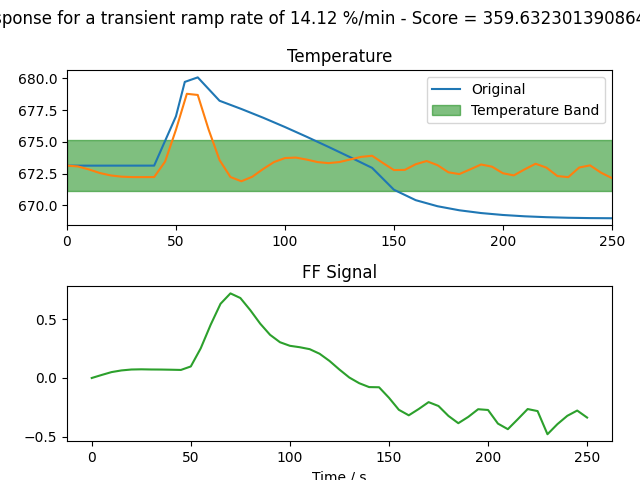 sponse for a transient ramp rate of 14.12 %/min - Score = 359.632301390864
Temperature
680.0
677.5
675.0
672.5
670.0
Original
Temperature Band
0 50 100 150 200 250
FF Signal
0.5
0.0
−0.5
0 50 100 150 200 250
Time / s